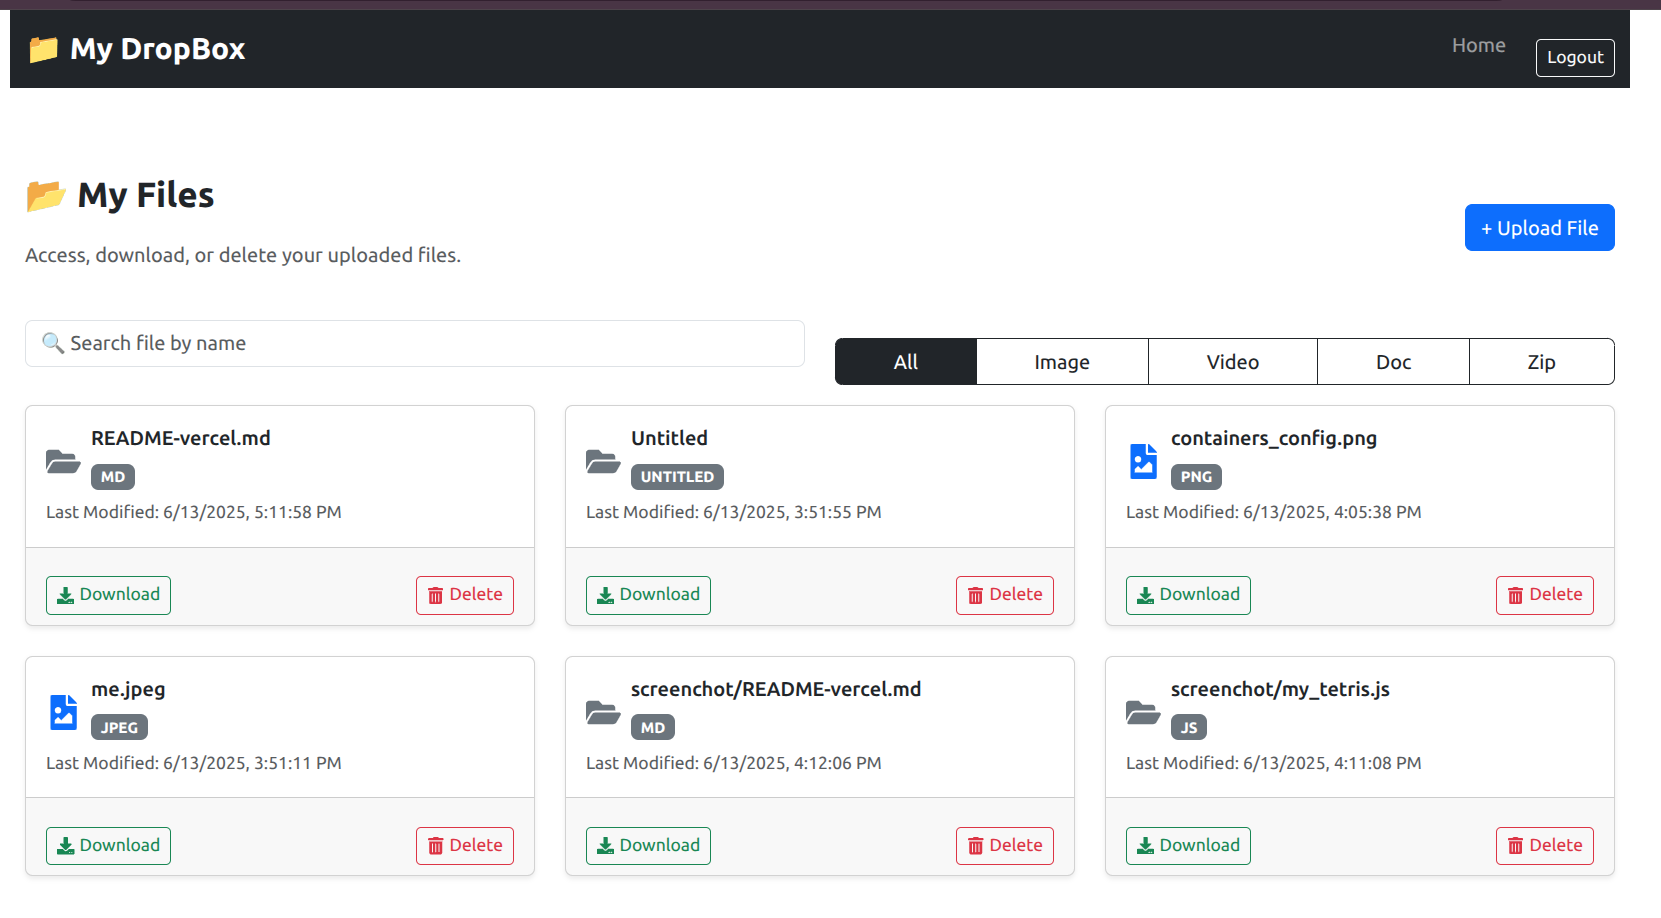 📁 My DropBox
Home
Logout
📂 My Files
Access, download, or delete your uploaded files.
+ Upload File
🔍 Search file by name
All
Image
Video
Doc
Zip
README-vercel.md
MD
Last Modified: 6/13/2025, 5:11:58 PM
Download
Delete
Untitled
UNTITLED
Last Modified: 6/13/2025, 3:51:55 PM
Download
Delete
containers_config.png
PNG
Last Modified: 6/13/2025, 4:05:38 PM
Download
Delete
me.jpeg
JPEG
Last Modified: 6/13/2025, 3:51:11 PM
Download
Delete
screenchot/README-vercel.md
MD
Last Modified: 6/13/2025, 4:12:06 PM
Download
Delete
screenchot/my_tetris.js
JS
Last Modified: 6/13/2025, 4:11:08 PM
Download
Delete